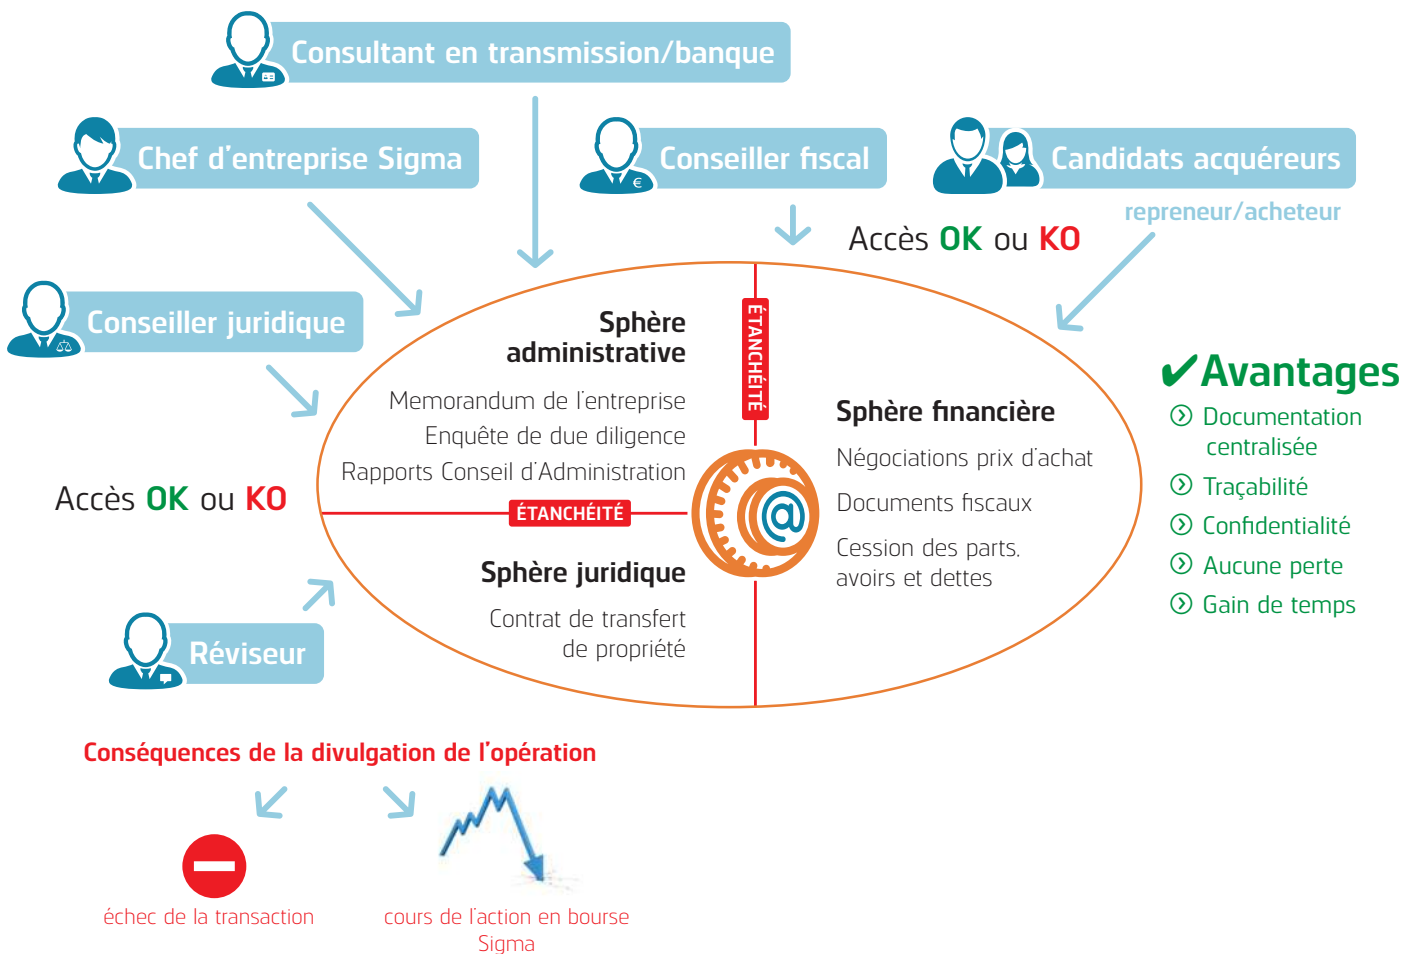 Consultant en transmission/banque
Chef d'entreprise Sigma
Conseiller fiscal
€
Candidats acquéreurs
repreneur/acheteur
Accès OK ou KO
Conseiller juridique
Sphère
administrative
Memorandum de l'entreprise
Enquête de due diligence
Rapports Conseil d'Administration
ÉTANCHÉITÉ
Sphère financière
Négociations prix d'achat
Documents fiscaux
Cession des parts,
avoirs et dettes
@
✔Avantages
Documentation
centralisée
Traçabilité
Confidentialité
Aucune perte
Gain de temps
Accès OK ou KO
ÉTANCHÉITÉ
Sphère juridique
Contrat de transfert
de propriété
Réviseur
Conséquences de la divulgation de l'opération
échec de la transaction
cours de l'action en bourse
Sigma